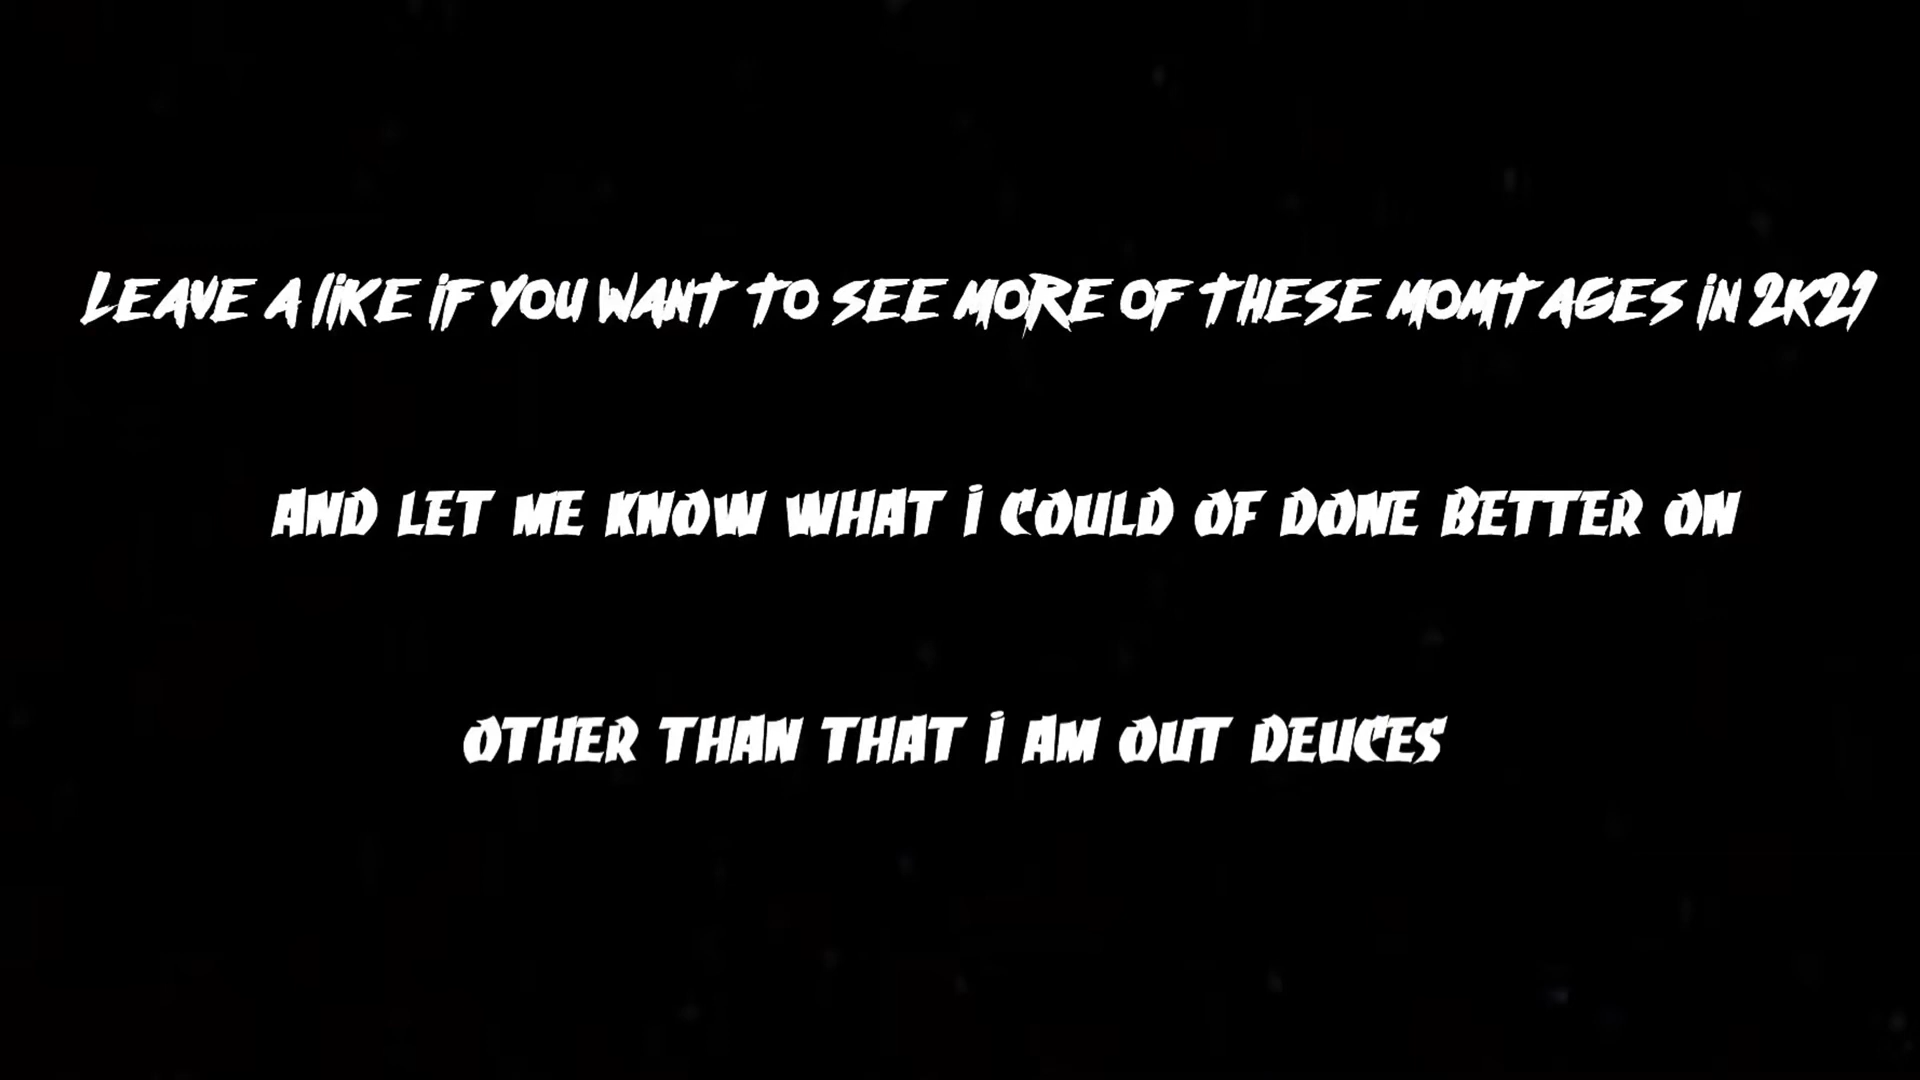 LEAVE A liKE iF YOU WANT TO SEE MORE OF THESE MOMTAGES iN 2K21
AND LET ME KNOW WHAT i COULD OF DONE BETTER ON
OTHER THAN THAT i AM OUT DEUCES